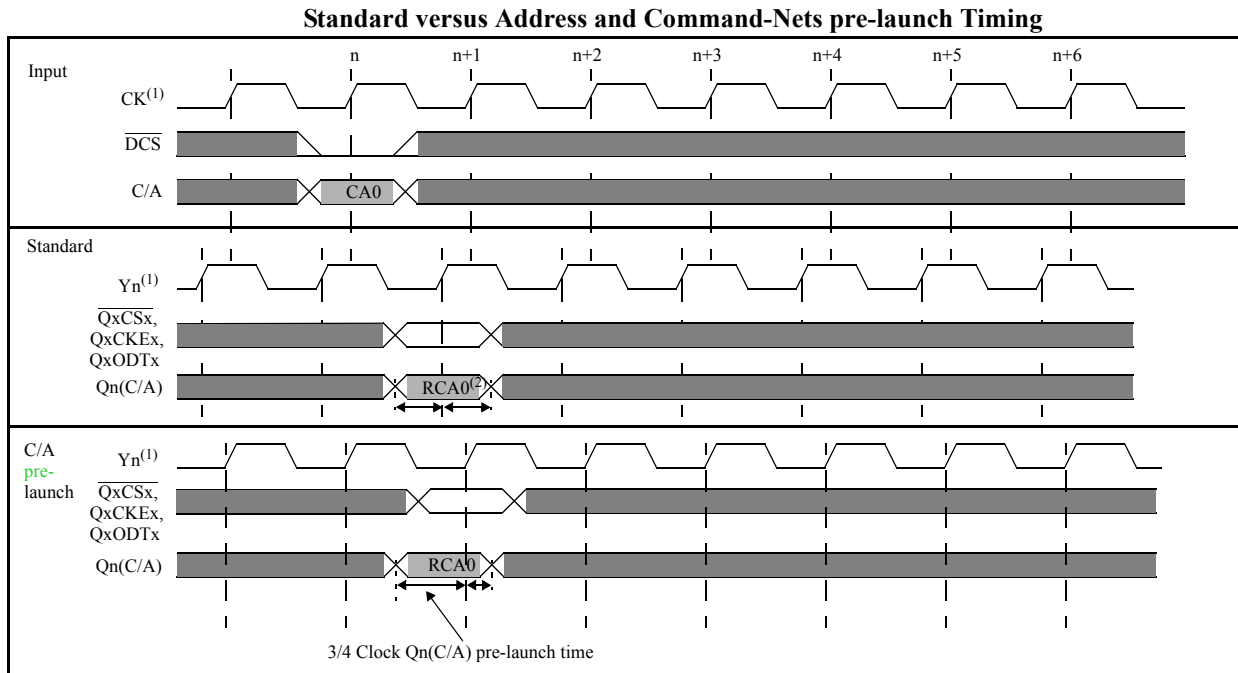 Standard versus Address and Command-Nets pre-launch Timing
n n+1 n+2 n+3 n+4 n+5 n+6
Input
CK(1)
DCS
C/A
CA0
Standard
Yn(1)
QxCSx,
QxCKEx,
QxODTx
Qn(C/A)
RCA0(2)
C/A
pre-
launch
Yn(1)
QxCSx,
QxCKEx,
QxODTx
Qn(C/A)
RCA0
3/4 Clock Qn(C/A) pre-launch time